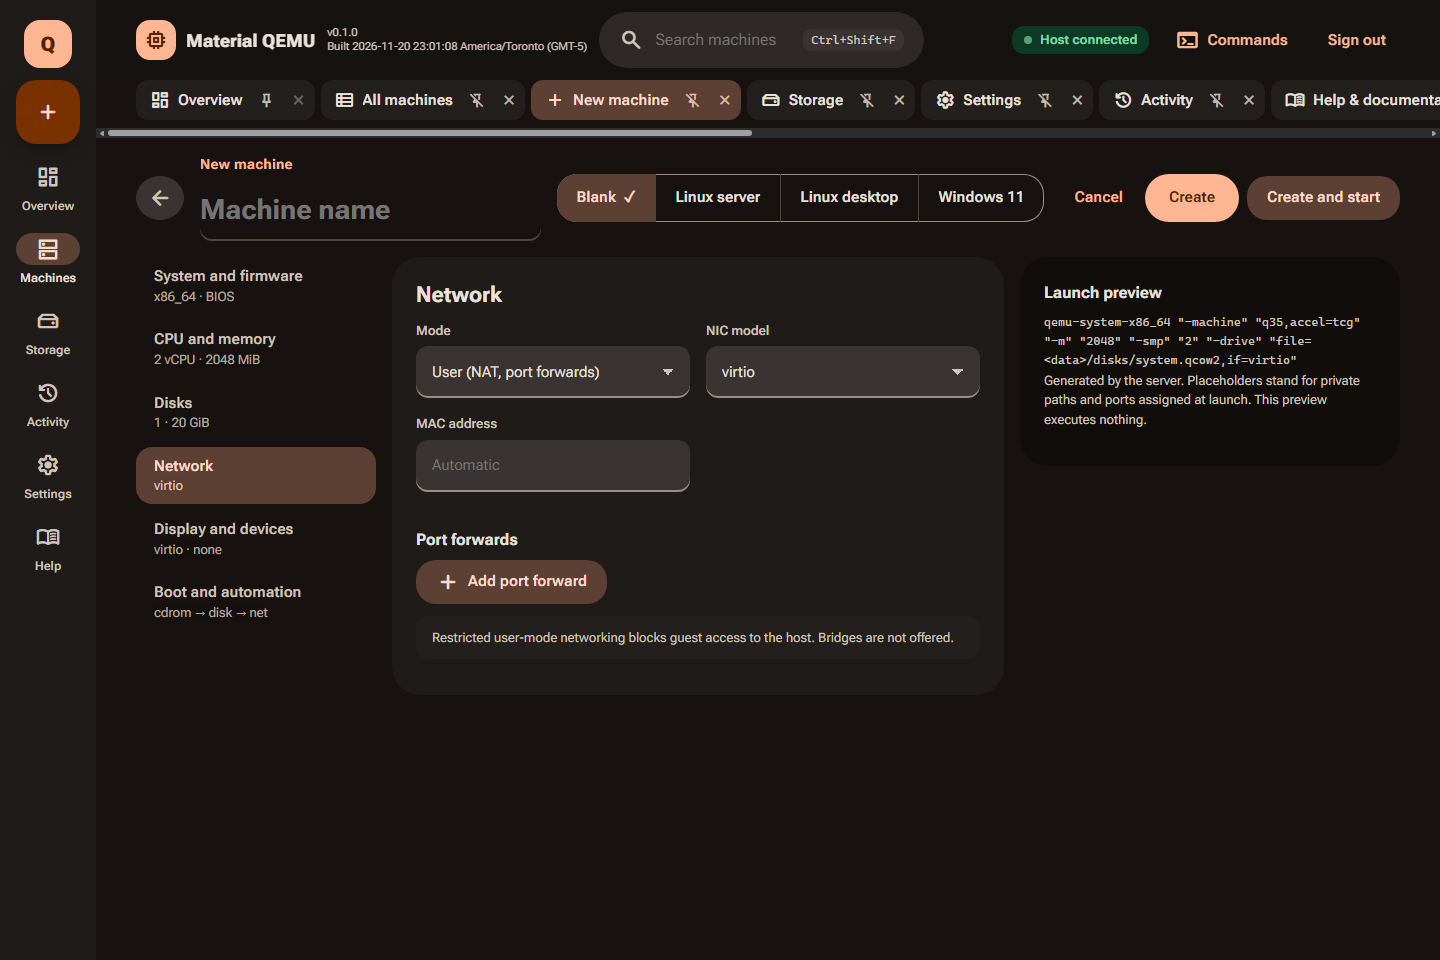 Q
Material QEMU
v0.1.0
Built 2026-11-20 23:01:08 America/Toronto (GMT-5)
Search machines
Ctrl+Shift+F
Host connected
Commands
Sign out
Overview
All machines
New machine
Storage
Settings
Activity
Help & documenta
Overview
Machines
Storage
Activity
Settings
Help
New machine
Machine name
Blank
Linux server
Linux desktop
Windows 11
Cancel
Create
Create and start
System and firmware
x86_64 · BIOS
CPU and memory
2 vCPU · 2048 MiB
Disks
1 · 20 GiB
Network
virtio
Display and devices
virtio · none
Boot and automation
cdrom → disk → net
Network
Mode
NIC model
User (NAT, port forwards)
virtio
MAC address
Automatic
Port forwards
Add port forward
Restricted user-mode networking blocks guest access to the host. Bridges are not offered.
Launch preview
qemu-system-x86_64 "-machine" "q35,accel=tcg"
"-m" "2048" "-smp" "2" "-drive" "file=
<data>/disks/system.qcow2,if=virtio"
Generated by the server. Placeholders stand for private
paths and ports assigned at launch. This preview
executes nothing.